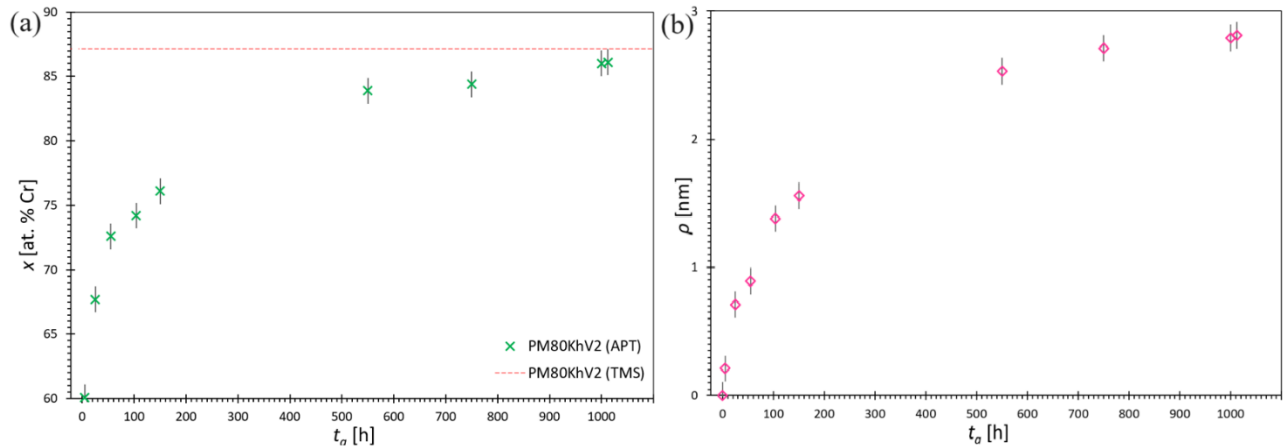 (a)
90
85
80
75
70
65
60
x [at. % Cr]
0 100 200 300 400 500 600 700 800 900 1000
tₐ [h]
PM80KhV2 (APT)
PM80KhV2 (TMS)
(b)
3
2
1
0
ρ [nm]
0 100 200 300 400 500 600 700 800 900 1000
tₐ [h]